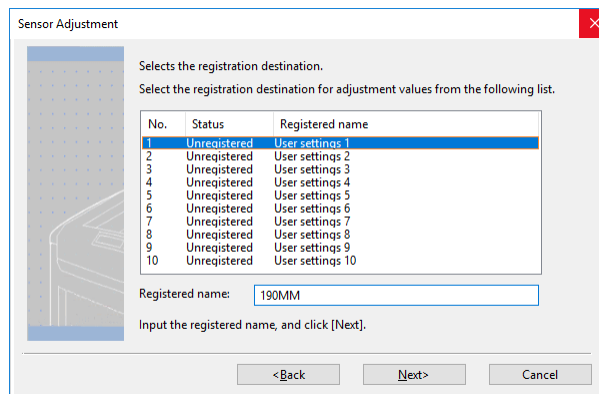 Sensor Adjustment
Selects the registration destination.
Select the registration destination for adjustment values from the following list.
No. Status Registered name
1 Unregistered User settings 1
2 Unregistered User settings 2
3 Unregistered User settings 3
4 Unregistered User settings 4
5 Unregistered User settings 5
6 Unregistered User settings 6
7 Unregistered User settings 7
8 Unregistered User settings 8
9 Unregistered User settings 9
10 Unregistered User settings 10
Registered name: 190MM
Input the registered name, and click [Next].
<Back Next> Cancel